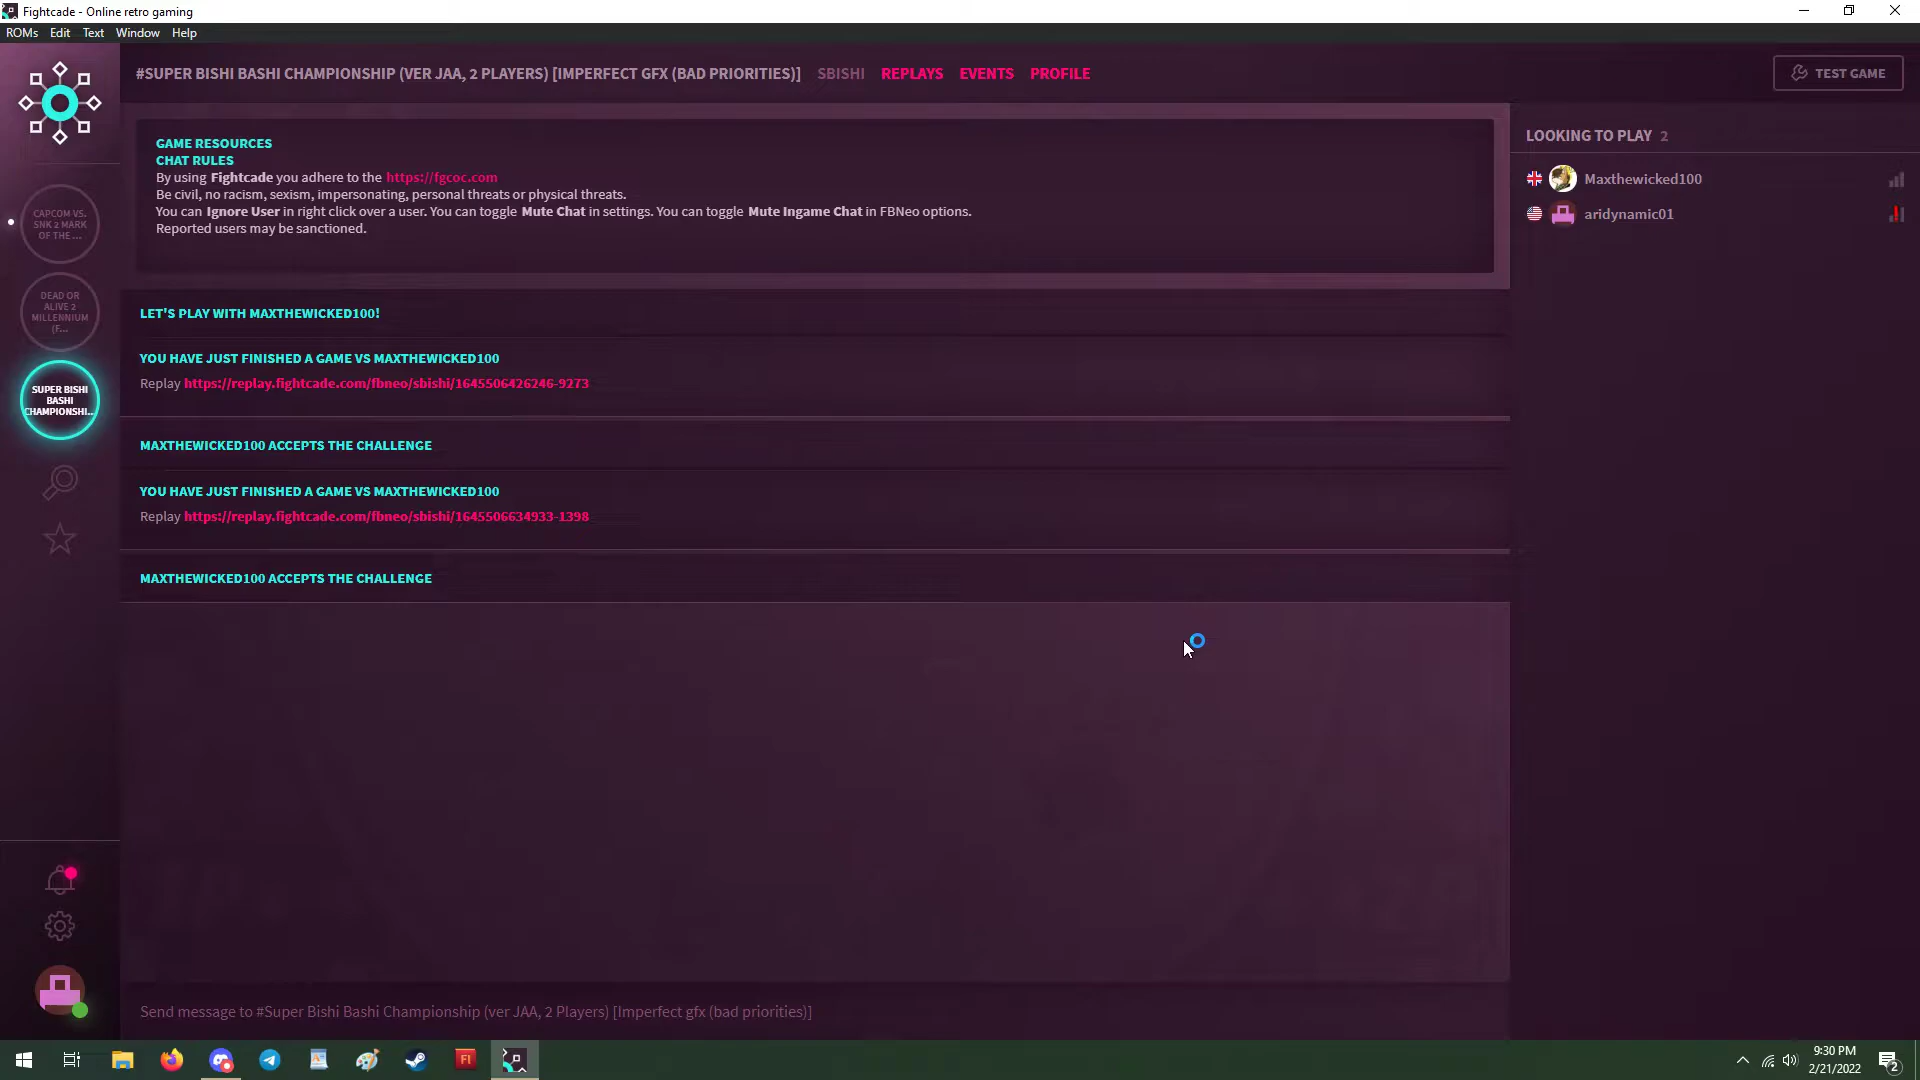 Fightcade - Online retro gaming
ROMs Edit Text Window Help
#SUPER BISHI BASHI CHAMPIONSHIP (VER JAA, 2 PLAYERS) [IMPERFECT GFX (BAD PRIORITIES)] SBISHI REPLAYS EVENTS PROFILE
TEST GAME
GAME RESOURCES
CHAT RULES
By using Fightcade you adhere to the https://fgcoc.com
Be civil, no racism, sexism, impersonating, personal threats or physical threats.
You can Ignore User in right click over a user. You can toggle Mute Chat in settings. You can toggle Mute Ingame Chat in FBNeo options.
Reported users may be sanctioned.
LOOKING TO PLAY 2
Maxthewicked100
aridynamic01
CAPCOM VS.
SNK 2 MARK
OF THE ...
DEAD OR
ALIVE 2
MILLENNIUM
(F...
SUPER BISHI
BASHI
CHAMPIONSHI...
LET'S PLAY WITH MAXTHEWICKED100!
YOU HAVE JUST FINISHED A GAME VS MAXTHEWICKED100
Replay https://replay.fightcade.com/fbneo/sbishi/1645506426246-9273
MAXTHEWICKED100 ACCEPTS THE CHALLENGE
YOU HAVE JUST FINISHED A GAME VS MAXTHEWICKED100
Replay https://replay.fightcade.com/fbneo/sbishi/1645506634933-1398
MAXTHEWICKED100 ACCEPTS THE CHALLENGE
Send message to #Super Bishi Bashi Championship (ver JAA, 2 Players) [Imperfect gfx (bad priorities)]
Fl
9:30 PM
2/21/2022
2